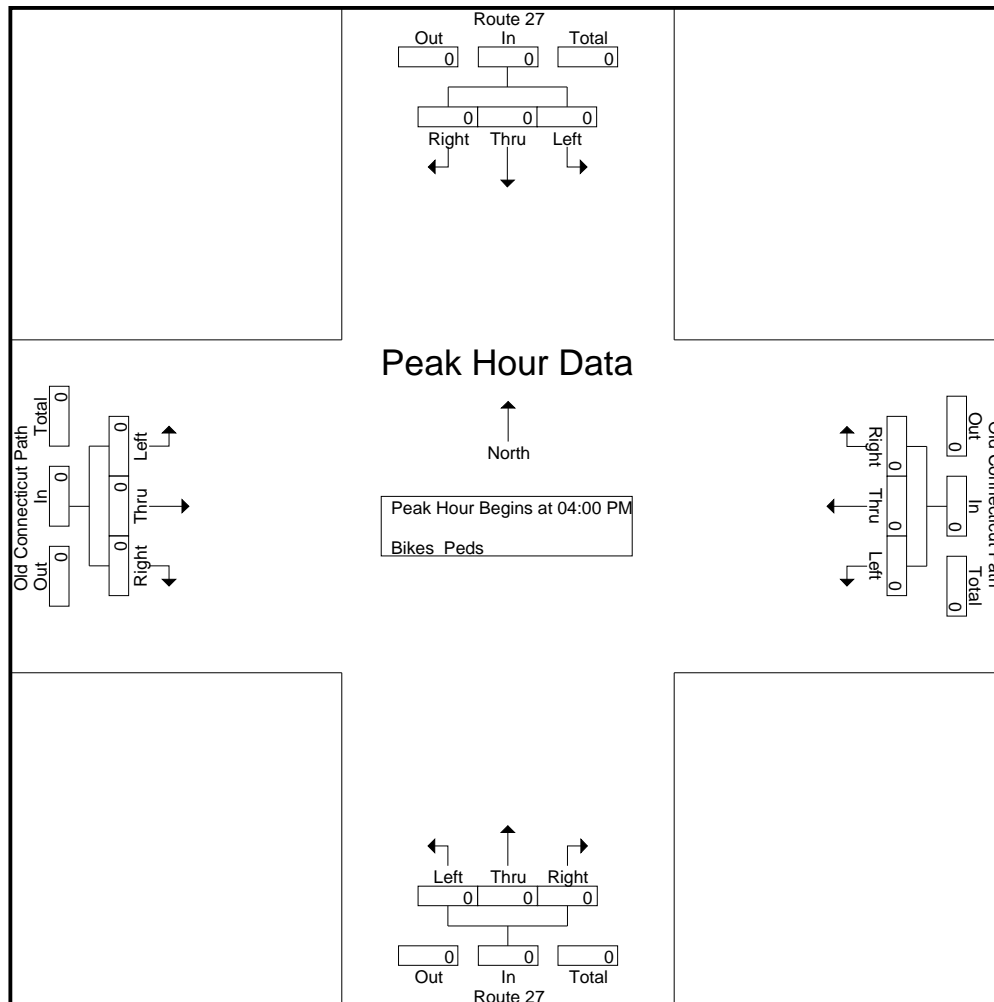 Route 27
Out In Total
0 0 0
0 0 0
Right Thru Left
Peak Hour Data
North
Peak Hour Begins at 04:00 PM
Bikes Peds
Old Connecticut Path
Total In Out
0 0 0
0 0 0
Left Thru Right
Right Thru Left
0 0 0
0 0 0
Out In Total
Old Connecticut Path
Left Thru Right
0 0 0
0 0 0
Out In Total
Route 27